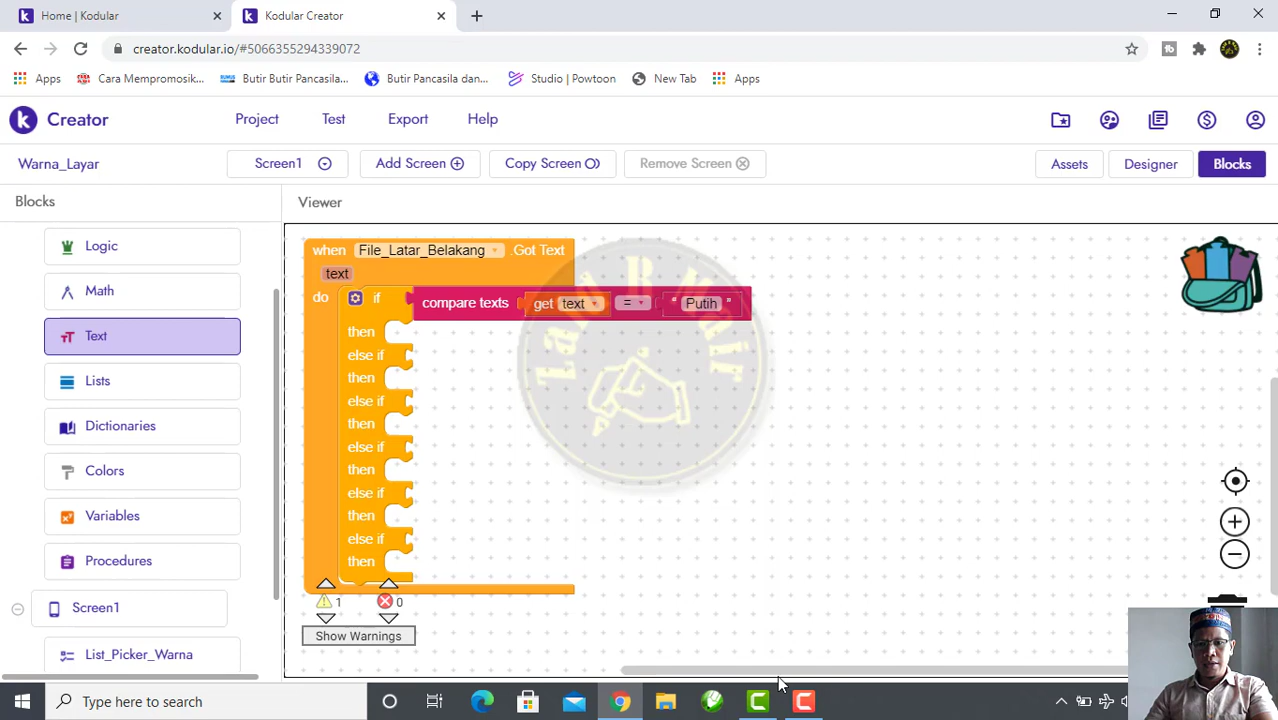 Home | Kodular
Kodular Creator
creator.kodular.io/#5066355294339072
Apps
Cara Mempromosik...
Butir Butir Pancasila...
Butir Pancasila dan...
Studio | Powtoon
New Tab
Apps
Creator
Project
Test
Export
Help
Warna_Layar
Screen1
Add Screen
Copy Screen
Remove Screen
Assets
Designer
Blocks
Blocks
Viewer
Logic
Math
Text
Lists
Dictionaries
Colors
Variables
Procedures
Screen1
List_Picker_Warna
when File_Latar_Belakang .Got Text
text
do if compare texts get text = " Putih "
then
else if
then
else if
then
else if
then
else if
then
else if
then
1 0
Show Warnings
Type here to search